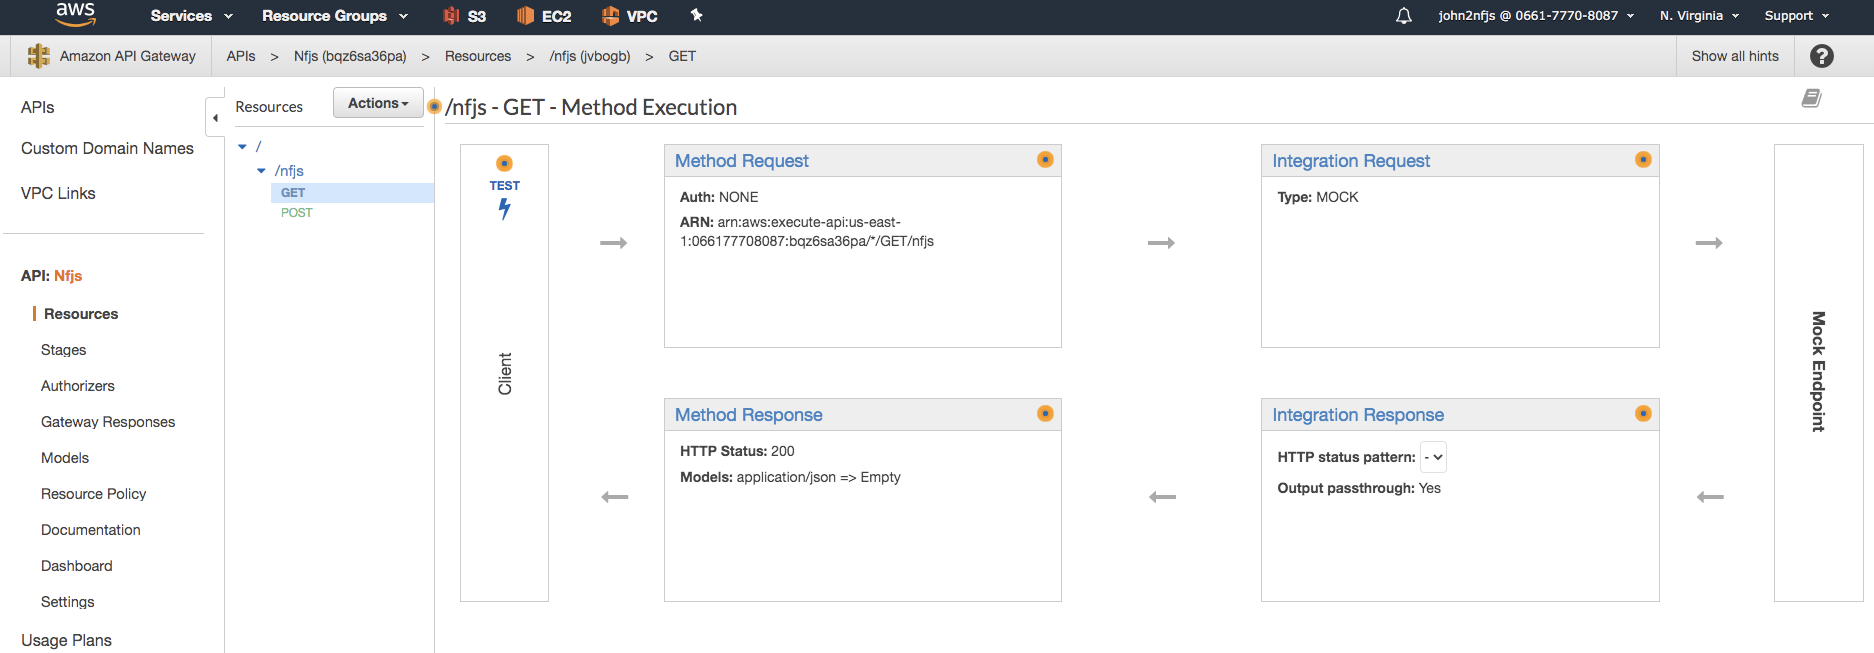 aws Services Resource Groups S3 EC2 VPC john2nfjs @ 0661-7770-8087 N. Virginia Support
Amazon API Gateway APIs > Nfjs (bqz6sa36pa) > Resources > /nfjs (jvbogb) > GET Show all hints ?
APIs
Custom Domain Names
VPC Links
API: Nfjs
Resources
Stages
Authorizers
Gateway Responses
Models
Resource Policy
Documentation
Dashboard
Settings
Usage Plans
Resources Actions
/
/nfjs
GET
POST
/nfjs - GET - Method Execution
TEST
Client
Method Request
Auth: NONE
ARN: arn:aws:execute-api:us-east-
1:066177708087:bqz6sa36pa/*/GET/nfjs
Integration Request
Type: MOCK
Mock Endpoint
Method Response
HTTP Status: 200
Models: application/json => Empty
Integration Response
HTTP status pattern: -
Output passthrough: Yes